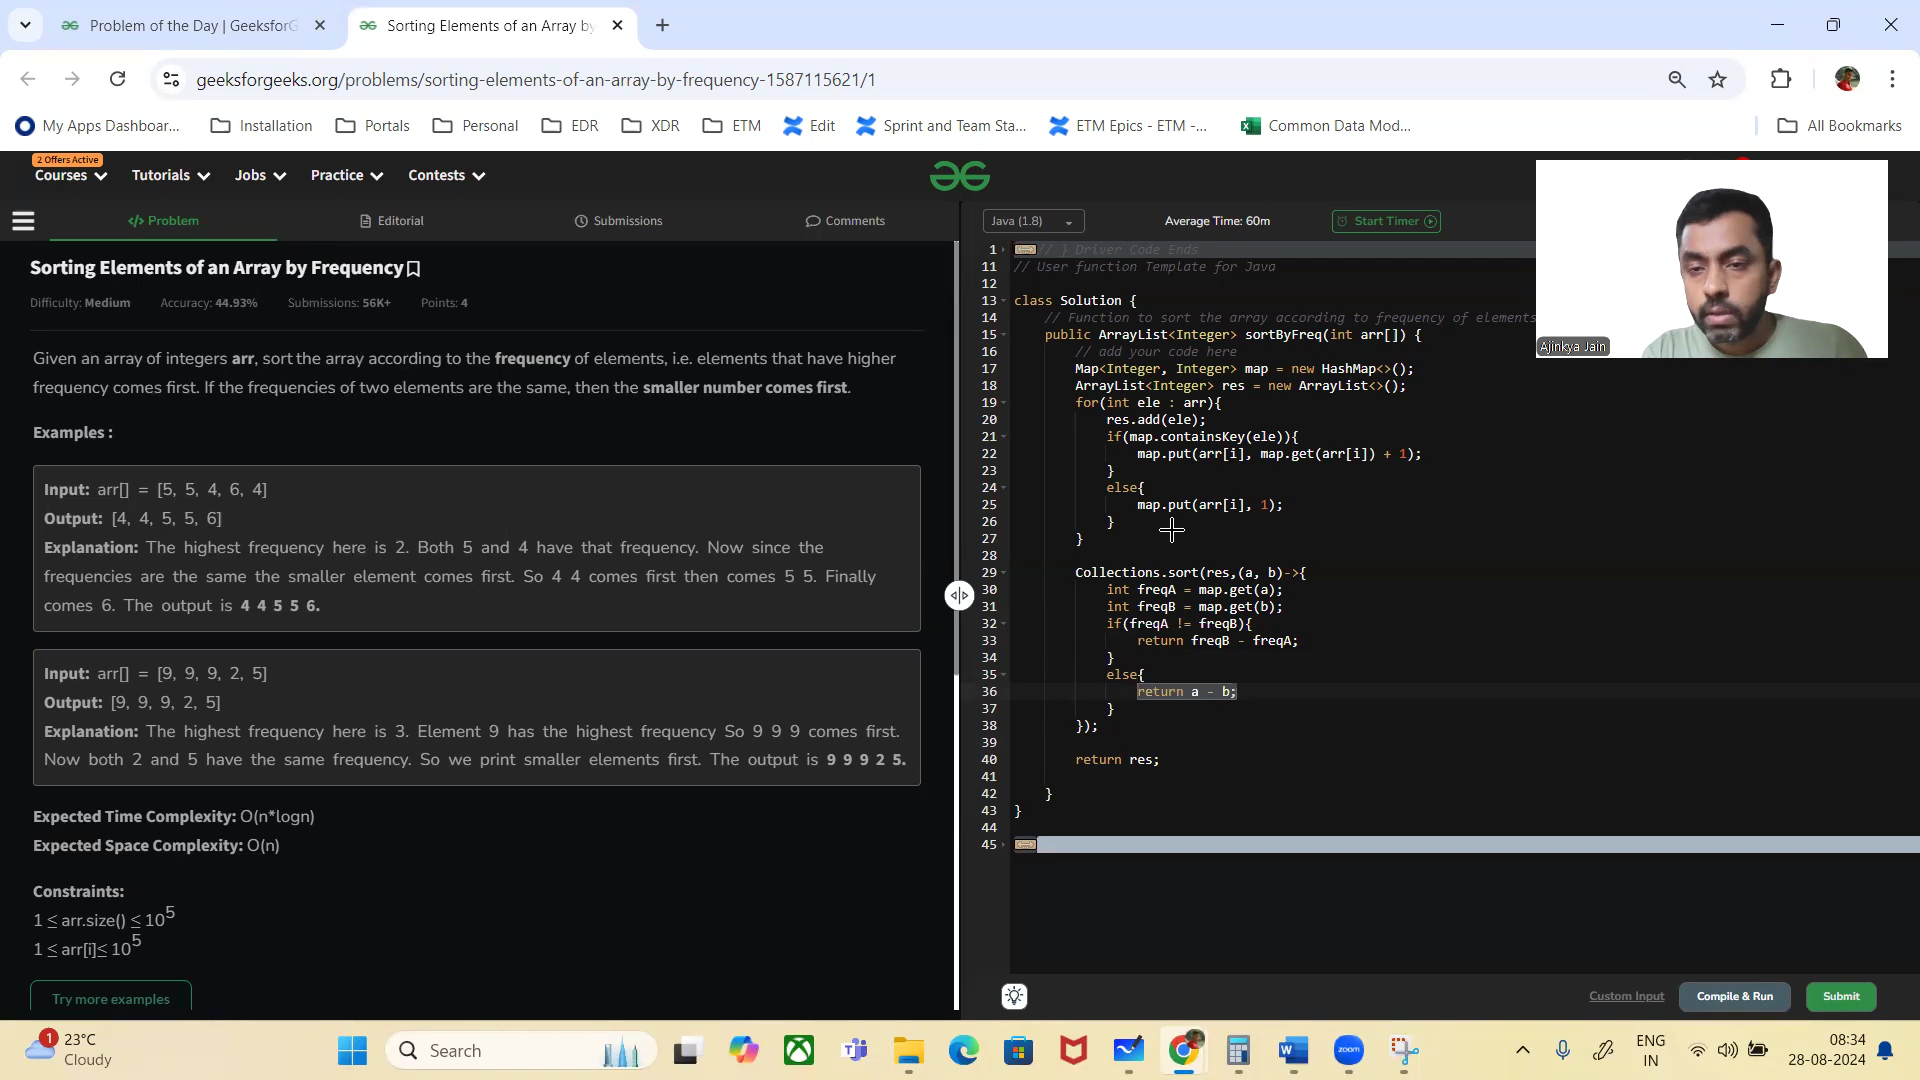 Problem of the Day | GeeksforG
Sorting Elements of an Array by
geeksforgeeks.org/problems/sorting-elements-of-an-array-by-frequency-1587115621/1
My Apps Dashboar...
Installation
Portals
Personal
EDR
XDR
ETM
Edit
Sprint and Team Sta...
ETM Epics - ETM -...
Common Data Mod...
All Bookmarks
2 Offers Active
Courses
Tutorials
Jobs
Practice
Contests
</> Problem
Editorial
Submissions
Comments
Java (1.8)
Average Time: 60m
Start Timer
Sorting Elements of an Array by Frequency
Difficulty: Medium
Accuracy: 44.93%
Submissions: 56K+
Points: 4
Given an array of integers arr, sort the array according to the frequency of elements, i.e. elements that have higher
frequency comes first. If the frequencies of two elements are the same, then the smaller number comes first.
Examples :
Input: arr[] = [5, 5, 4, 6, 4]
Output: [4, 4, 5, 5, 6]
Explanation: The highest frequency here is 2. Both 5 and 4 have that frequency. Now since the
frequencies are the same the smaller element comes first. So 4 4 comes first then comes 5 5. Finally
comes 6. The output is 4 4 5 5 6.
Input: arr[] = [9, 9, 9, 2, 5]
Output: [9, 9, 9, 2, 5]
Explanation: The highest frequency here is 3. Element 9 has the highest frequency So 9 9 9 comes first.
Now both 2 and 5 have the same frequency. So we print smaller elements first. The output is 9 9 9 2 5.
Expected Time Complexity: O(n*logn)
Expected Space Complexity: O(n)
Constraints:
1 ≤ arr.size() ≤ 10^5
1 ≤ arr[i]≤ 10^5
Try more examples
1 // } Driver Code Ends
11 // User function Template for Java
12
13 class Solution {
14 // Function to sort the array according to frequency of elements
15 public ArrayList<Integer> sortByFreq(int arr[]) {
16 // add your code here
17 Map<Integer, Integer> map = new HashMap<>();
18 ArrayList<Integer> res = new ArrayList<>();
19 for(int ele : arr){
20 res.add(ele);
21 if(map.containsKey(ele)){
22 map.put(arr[i], map.get(arr[i]) + 1);
23 }
24 else{
25 map.put(arr[i], 1);
26 }
27 }
28
29 Collections.sort(res,(a, b)->{
30 int freqA = map.get(a);
31 int freqB = map.get(b);
32 if(freqA != freqB){
33 return freqB - freqA;
34 }
35 else{
36 return a - b;
37 }
38 });
39
40 return res;
41
42 }
43 }
44
45
Ajinkya Jain
Custom Input
Compile & Run
Submit
1
23°C
Cloudy
Search
zoom
ENG
IN
08:34
28-08-2024